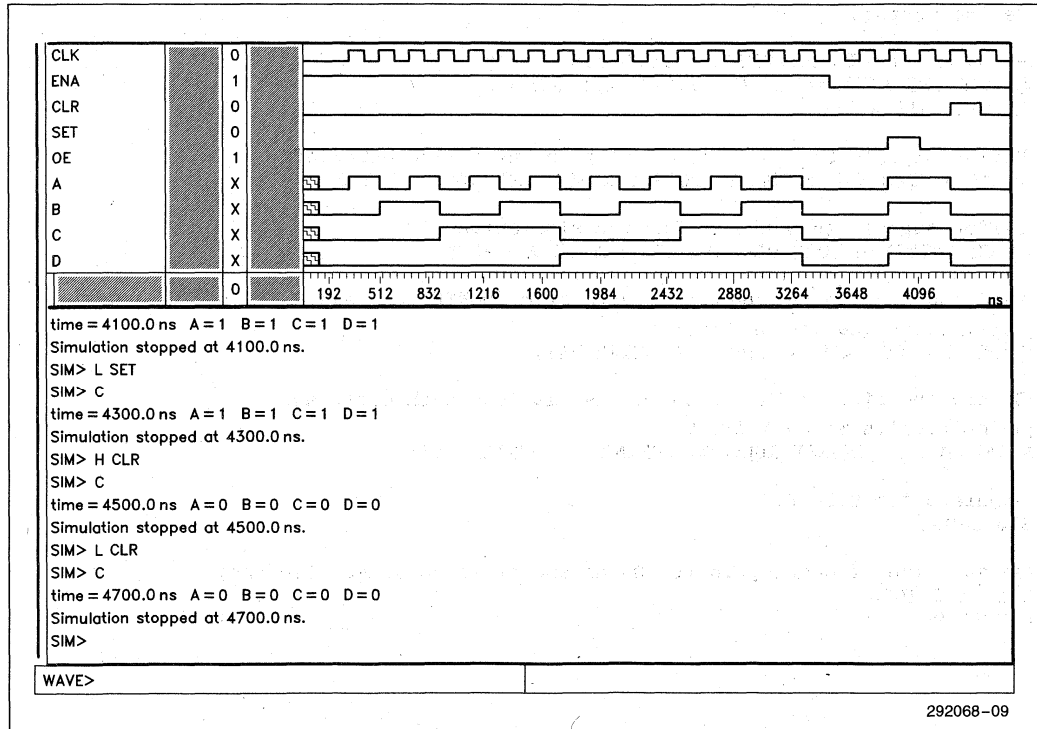 CLK 0
ENA 1
CLR 0
SET 0
OE 1
A X
B X
C X
D X
0 192 512 832 1216 1600 1984 2432 2880 3264 3648 4096 ns
time=4100.0 ns A=1 B=1 C=1 D=1
Simulation stopped at 4100.0 ns.
SIM> L SET
SIM> C
time=4300.0 ns A=1 B=1 C=1 D=1
Simulation stopped at 4300.0 ns.
SIM> H CLR
SIM> C
time=4500.0 ns A=0 B=0 C=0 D=0
Simulation stopped at 4500.0 ns.
SIM> L CLR
SIM> C
time=4700.0 ns A=0 B=0 C=0 D=0
Simulation stopped at 4700.0 ns.
SIM>
WAVE>
292068-09